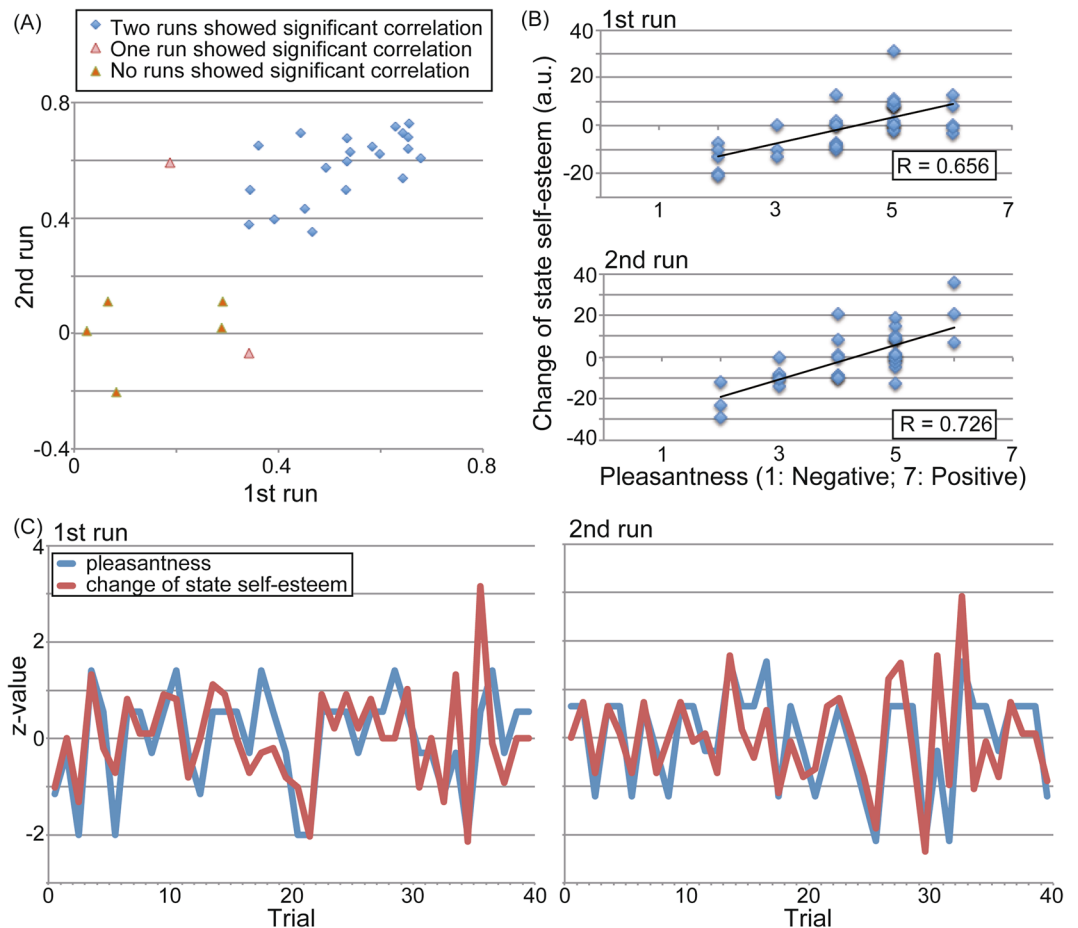 (A)
Two runs showed significant correlation
One run showed significant correlation
No runs showed significant correlation
0.8
0.4
0
-0.4
0
0.4
0.8
2nd run
1st run
(B)
1st run
40
20
0
-20
R = 0.656
1
3
5
7
2nd run
40
20
0
-20
-40
R = 0.726
1
3
5
7
Change of state self-esteem (a.u.)
Pleasantness (1: Negative; 7: Positive)
(C)
1st run
pleasantness
change of state self-esteem
4
2
0
-2
z-value
0
10
20
30
40
Trial
2nd run
0
10
20
30
40
Trial